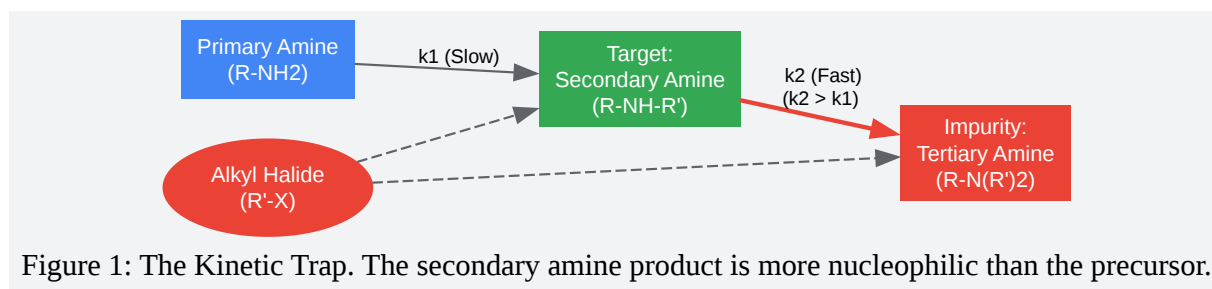 Primary Amine
(R-NH2)
k1 (Slow)
Target:
Secondary Amine
(R-NH-R')
k2 (Fast)
(k2 > k1)
Impurity:
Tertiary Amine
(R-N(R')2)
Alkyl Halide
(R'-X)
Figure 1: The Kinetic Trap. The secondary amine product is more nucleophilic than the precursor.